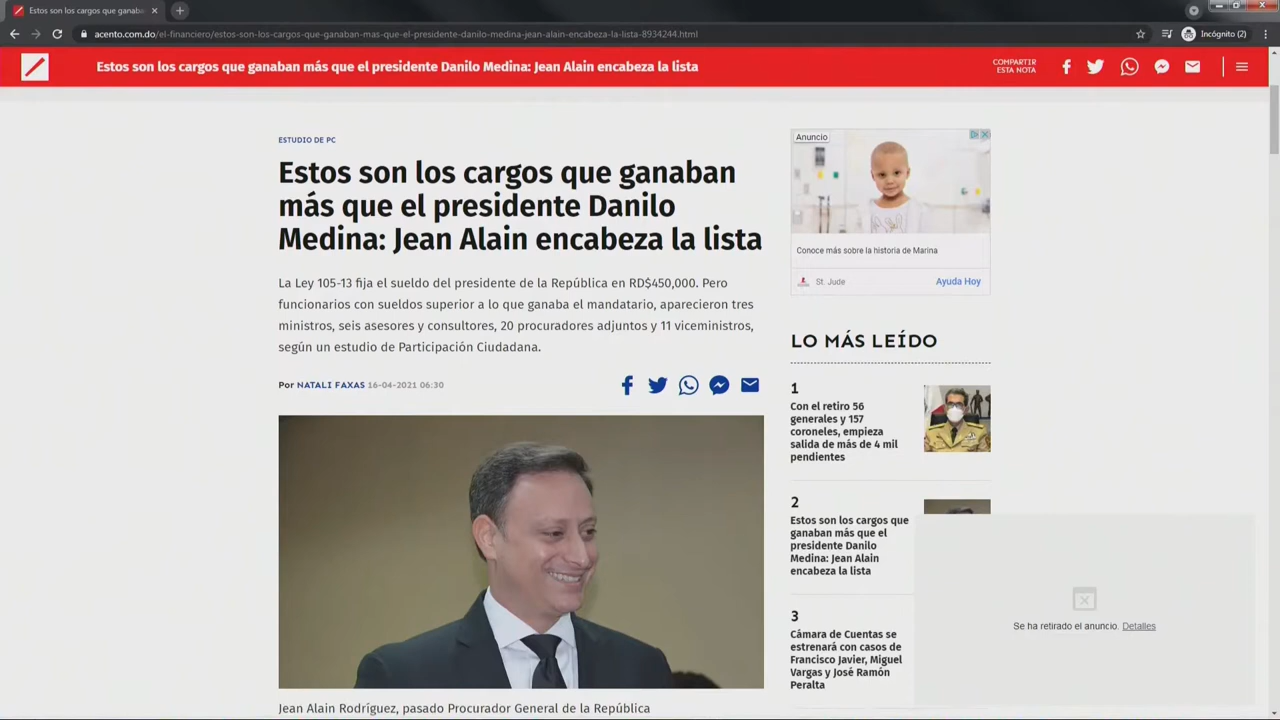 Estos son los cargos que ganaba
acento.com.do/el-financiero/estos-son-los-cargos-que-ganaban-mas-que-el-presidente-danilo-medina-jean-alain-encabeza-la-lista-8934244.html
Incógnito (2)
Estos son los cargos que ganaban más que el presidente Danilo Medina: Jean Alain encabeza la lista
COMPARTIR
ESTA NOTA
ESTUDIO DE PC
Estos son los cargos que ganaban
más que el presidente Danilo
Medina: Jean Alain encabeza la lista
La Ley 105-13 fija el sueldo del presidente de la República en RD$450,000. Pero
funcionarios con sueldos superior a lo que ganaba el mandatario, aparecieron tres
ministros, seis asesores y consultores, 20 procuradores adjuntos y 11 viceministros,
según un estudio de Participación Ciudadana.
Por NATALI FAXAS 16-04-2021 06:30
Jean Alain Rodríguez, pasado Procurador General de la República
Anuncio
Conoce más sobre la historia de Marina
St. Jude
Ayuda Hoy
LO MÁS LEÍDO
1
Con el retiro 56
generales y 157
coroneles, empieza
salida de más de 4 mil
pendientes
2
Estos son los cargos que
ganaban más que el
presidente Danilo
Medina: Jean Alain
encabeza la lista
3
Cámara de Cuentas se
estrenará con casos de
Francisco Javier, Miguel
Vargas y José Ramón
Peralta
Se ha retirado el anuncio. Detalles